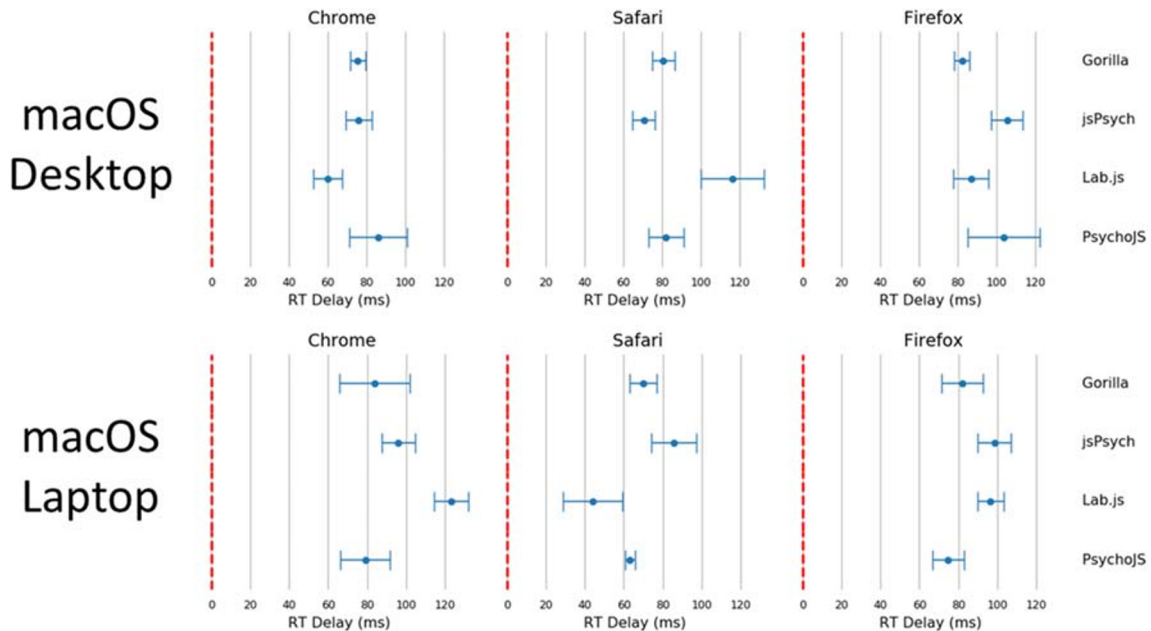 Chrome Safari Firefox
macOS
Desktop
Gorilla
jsPsych
Lab.js
PsychoJS
0 20 40 60 80 100 120 0 20 40 60 80 100 120 0 20 40 60 80 100 120
RT Delay (ms) RT Delay (ms) RT Delay (ms)
Chrome Safari Firefox
macOS
Laptop
Gorilla
jsPsych
Lab.js
PsychoJS
0 20 40 60 80 100 120 0 20 40 60 80 100 120 0 20 40 60 80 100 120
RT Delay (ms) RT Delay (ms) RT Delay (ms)